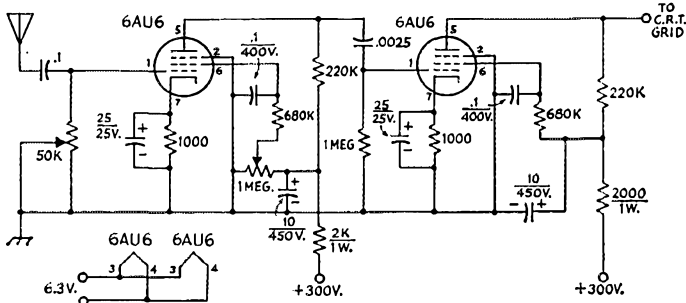 6AU6
6AU6
TO
C.R.T.
GRID
5
5
.1
400V.
.0025
.1
2
6
1
220K
1
2
6
.1
400V.
220K
7
7
680K
680K
25
25V.
+
-
1000
50K
1MEG.
+
-
10
450V.
1MEG
25
25V.
+
-
1000
10
450V.
-
+
2000
1W.
2K
1W.
6AU6
6AU6
3
4
3
4
6.3V.
+300V.
+300V.